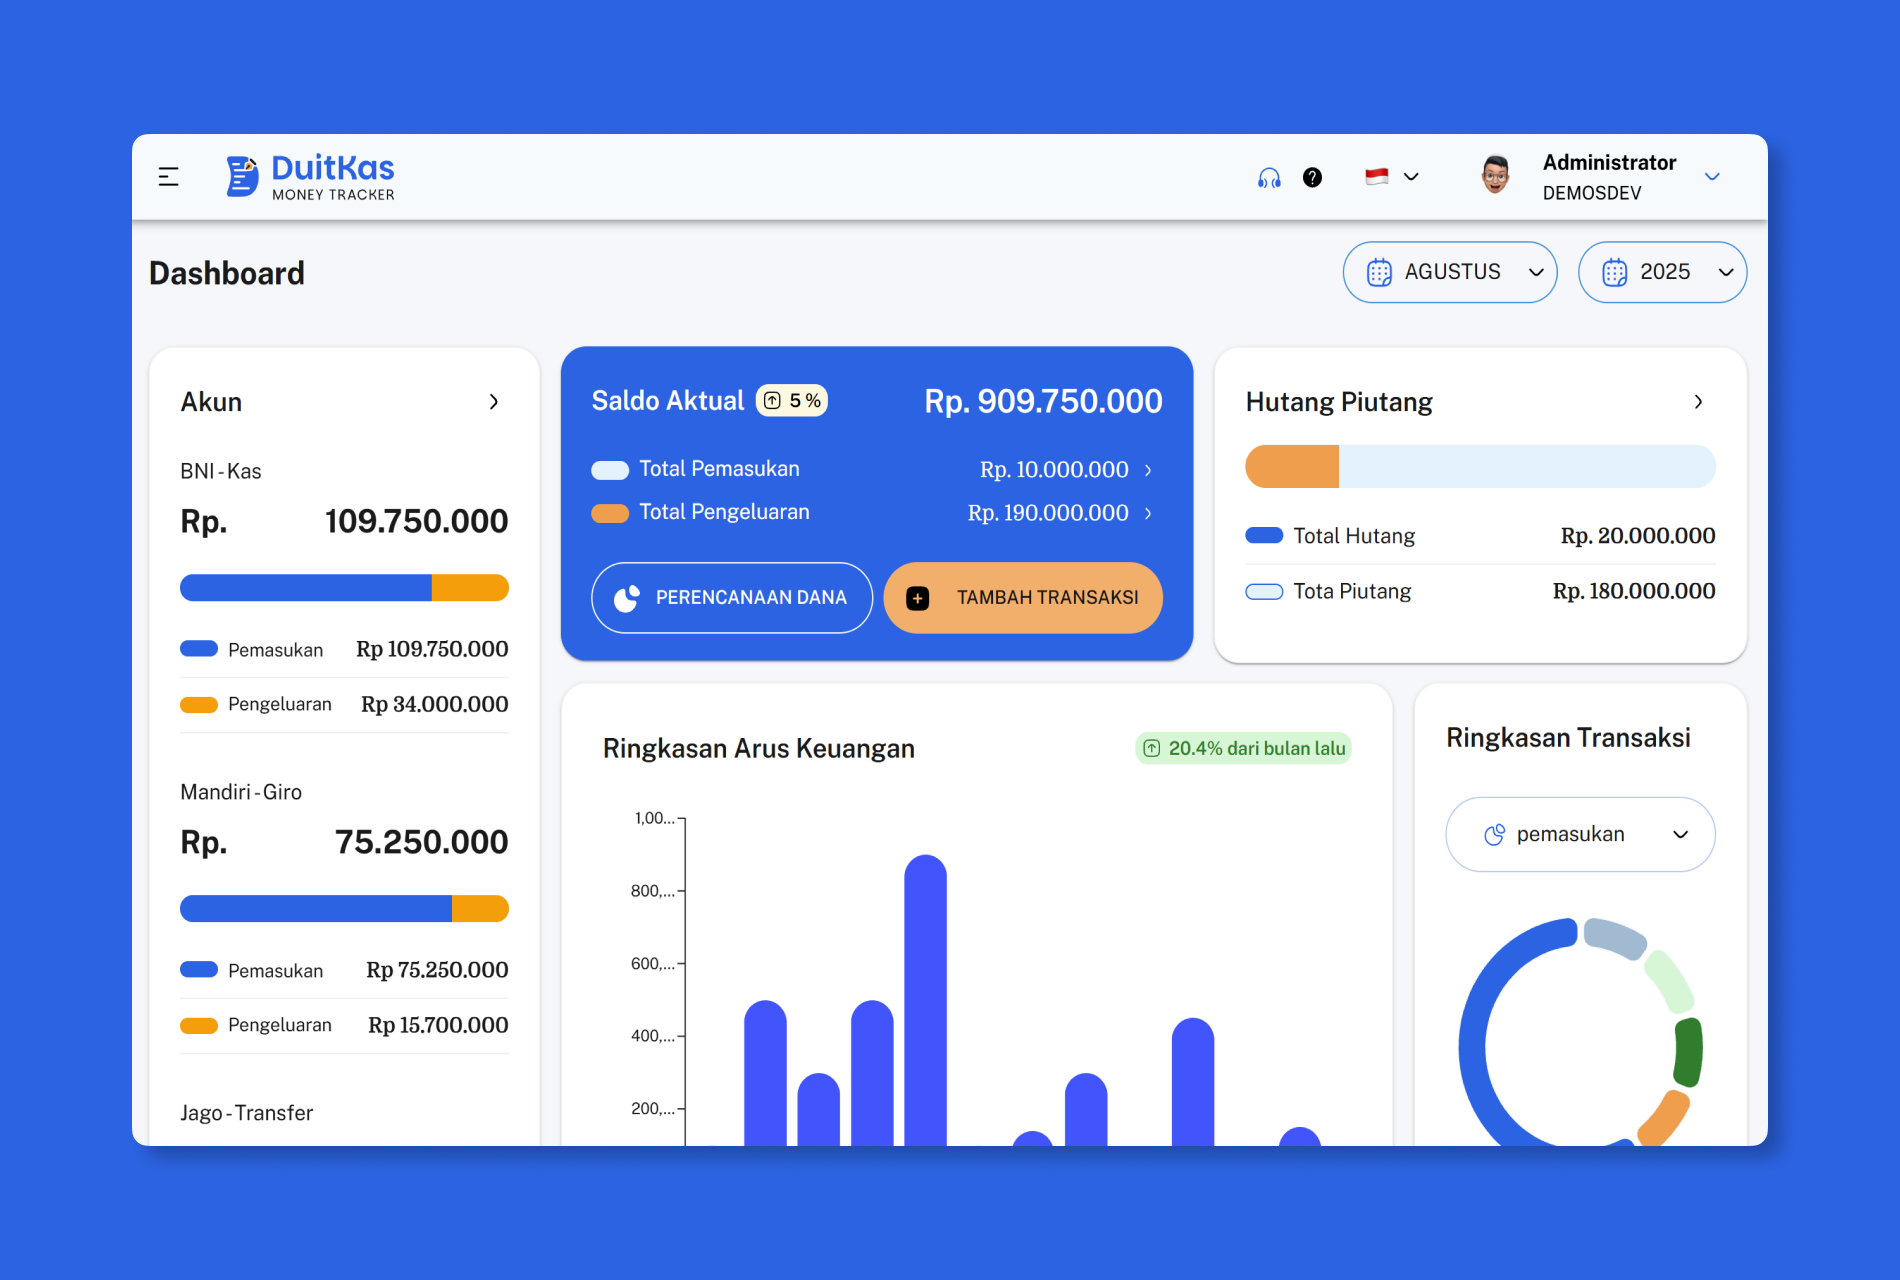 DuitKas
MONEY TRACKER
?
Administrator
DEMOSDEV
Dashboard
AGUSTUS
2025
Akun
BNI - Kas
Rp. 109.750.000
Pemasukan Rp 109.750.000
Pengeluaran Rp 34.000.000
Mandiri - Giro
Rp. 75.250.000
Pemasukan Rp 75.250.000
Pengeluaran Rp 15.700.000
Jago - Transfer
Saldo Aktual 5 % Rp. 909.750.000
Total Pemasukan Rp. 10.000.000
Total Pengeluaran Rp. 190.000.000
PERENCANAAN DANA
TAMBAH TRANSAKSI
Hutang Piutang
Total Hutang Rp. 20.000.000
Tota Piutang Rp. 180.000.000
Ringkasan Arus Keuangan
20.4% dari bulan lalu
1,00...
800,...
600,...
400,...
200,...
Ringkasan Transaksi
pemasukan